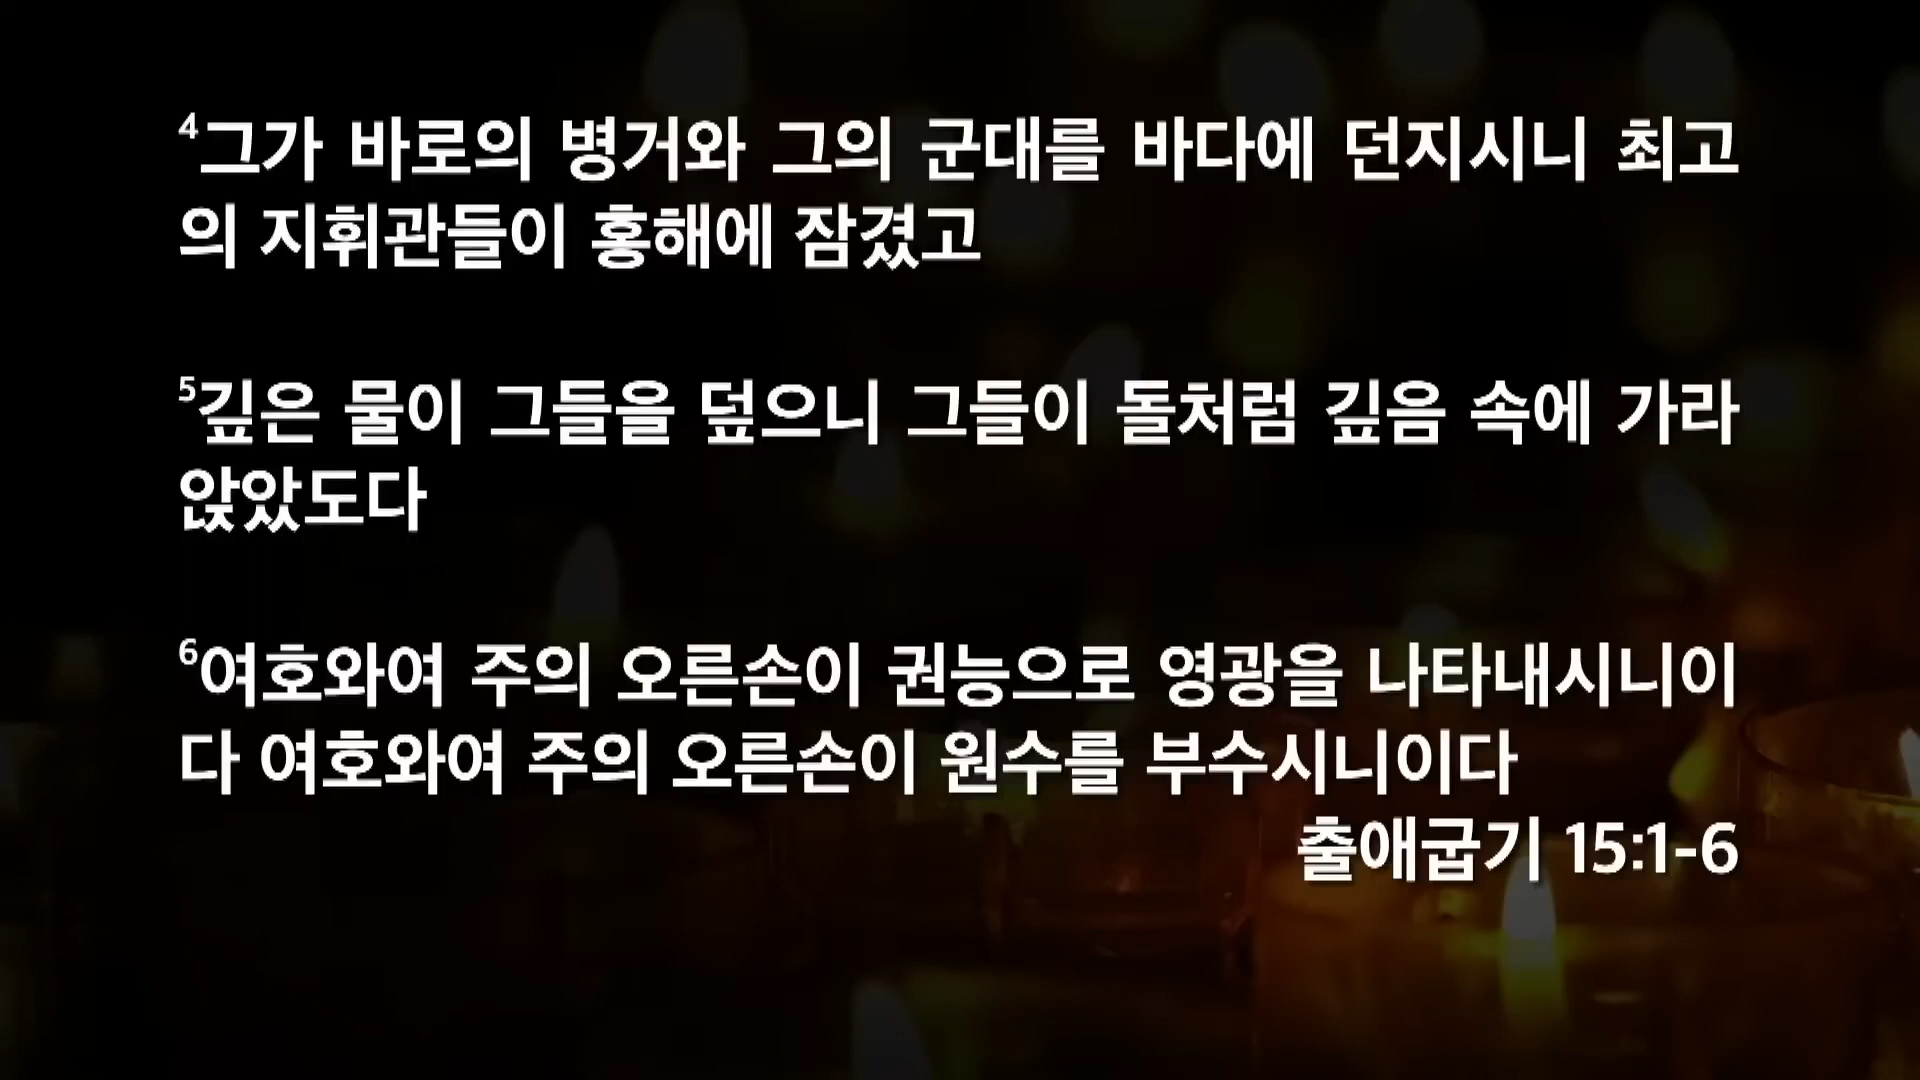 4그가 바로의 병거와 그의 군대를 바다에 던지시니 최고
의 지휘관들이 홍해에 잠겼고
5깊은 물이 그들을 덮으니 그들이 돌처럼 깊음 속에 가라
앉았도다
6여호와여 주의 오른손이 권능으로 영광을 나타내시니이
다 여호와여 주의 오른손이 원수를 부수시니이다
출애굽기 15:1-6